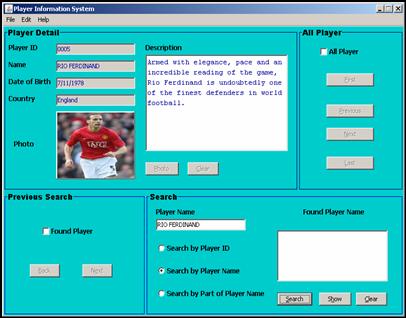 Player Information System
File Edit Help
Player Detail
Player ID 0005
Name RIO FERDINAND
Date of Birth 7/11/1978
Country England
Photo
Description
Armed with elegance, pace and an
incredible reading of the game,
Rio Ferdinand is undoubtedly one
of the finest defenders in world
football.
Photo Clear
All Player
All Player
First
Previous
Next
Last
Previous Search
Found Player
Back Next
Search
Player Name
RIO FERDINAND
Search by Player ID
Search by Player Name
Search by Part of Player Name
Found Player Name
Search Show Clear